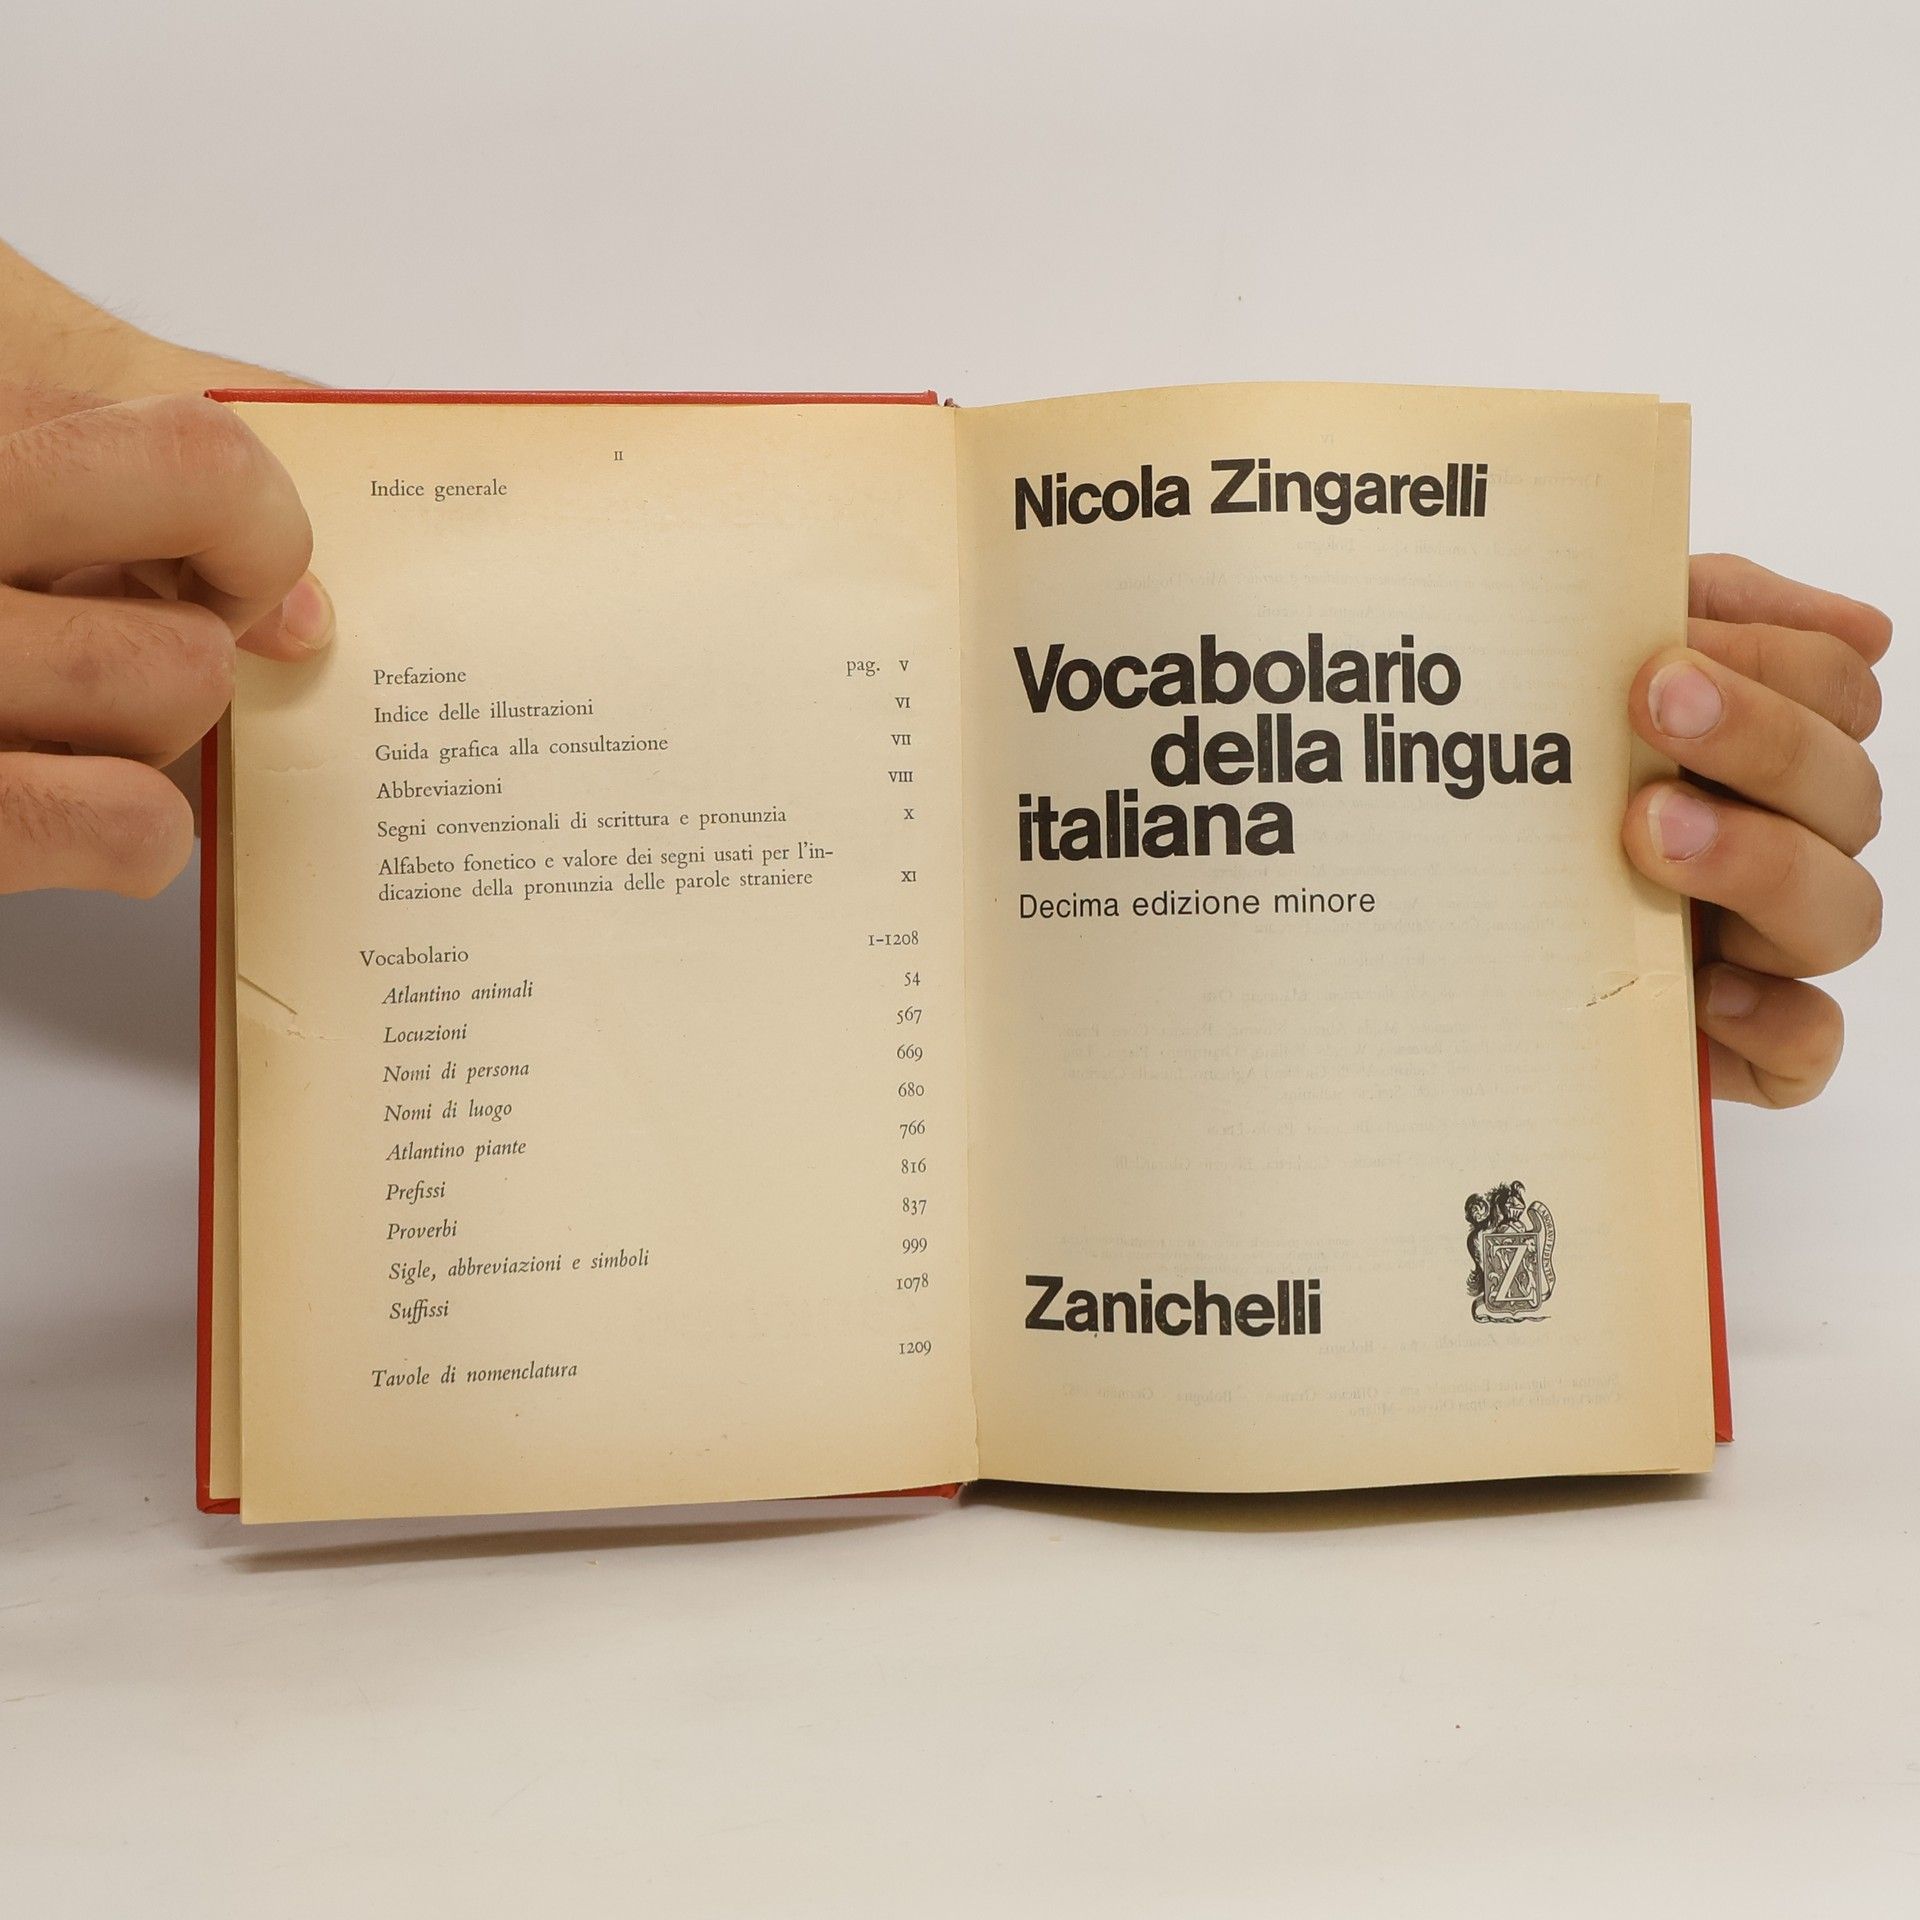 II
Indice generale
Prefazione pag. V
Indice delle illustrazioni VI
Guida grafica alla consultazione VII
Abbreviazioni VIII
Segni convenzionali di scrittura e pronunzia X
Alfabeto fonetico e valore dei segni usati per l'in-
dicazione della pronunzia delle parole straniere XI
Vocabolario 1-1208
Atlantino animali 54
Locuzioni 567
Nomi di persona 669
Nomi di luogo 680
Atlantino piante 766
Prefissi 816
Proverbi 837
Sigle, abbreviazioni e simboli 999
Suffissi 1078
Tavole di nomenclatura 1209
Nicola Zingarelli
Vocabolario
della lingua
italiana
Decima edizione minore
Zanichelli
Z